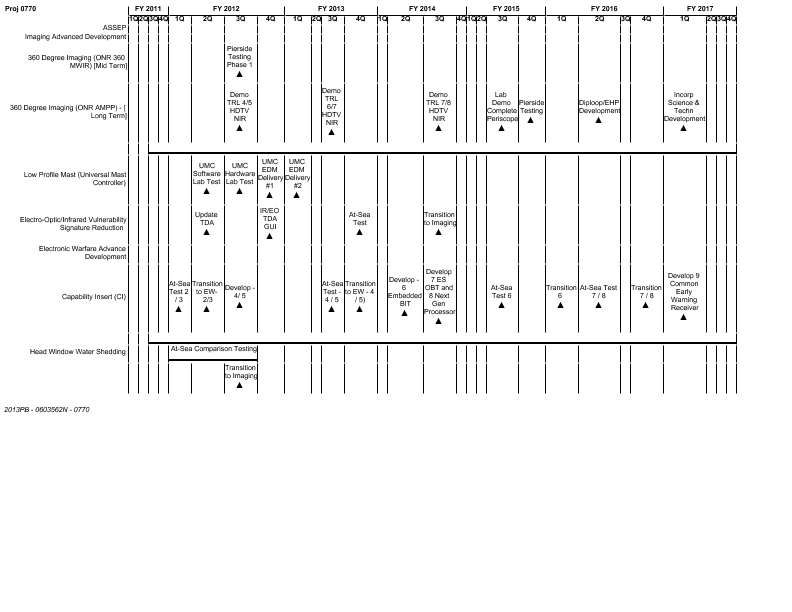 Proj 0770
FY 2011 FY 2012 FY 2013 FY 2014 FY 2015 FY 2016 FY 2017
1Q 2Q 3Q 4Q 1Q 2Q 3Q 4Q 1Q 2Q 3Q 4Q 1Q 2Q 3Q 4Q 1Q 2Q 3Q 4Q 1Q 2Q 3Q 4Q 1Q 2Q 3Q 4Q
ASSEP
Imaging Advanced Development
360 Degree Imaging (ONR 360
MWIR) [Mid Term]
Pierside
Testing
Phase 1
360 Degree Imaging (ONR AMPP) - [
Long Term]
Demo
TRL 4/5
HDTV
NIR
Demo
TRL
6/7
HDTV
NIR
Demo
TRL 7/8
HDTV
NIR
Lab
Demo
Complete
Periscope
Pierside
Testing
Diploop/EHP
Development
Incorp
Science &
Techn
Development
Low Profile Mast (Universal Mast
Controller)
UMC
Software
Lab Test
UMC
Hardware
Lab Test
UMC
EDM
Delivery
#1
UMC
EDM
Delivery
#2
Electro-Optic/Infrared Vulnerability
Signature Reduction
Update
TDA
IR/EO
TDA
GUI
At-Sea
Test
Transition
to Imaging
Electronic Warfare Advance
Development
Capability Insert (CI)
At-Sea
Test 2
/ 3
Transition
to EW-
2/3
Develop -
4/ 5
At-Sea
Test -
4 / 5
Transition
to EW - 4
/ 5)
Develop -
6
Embedded
BIT
Develop
7 ES
OBT and
8 Next
Gen
Processor
At-Sea
Test 6
Transition
6
At-Sea Test
7 / 8
Transition
7 / 8
Develop 9
Common
Early
Warning
Receiver
Head Window Water Shedding
At-Sea Comparison Testing
Transition
to Imaging
2013PB - 0603562N - 0770